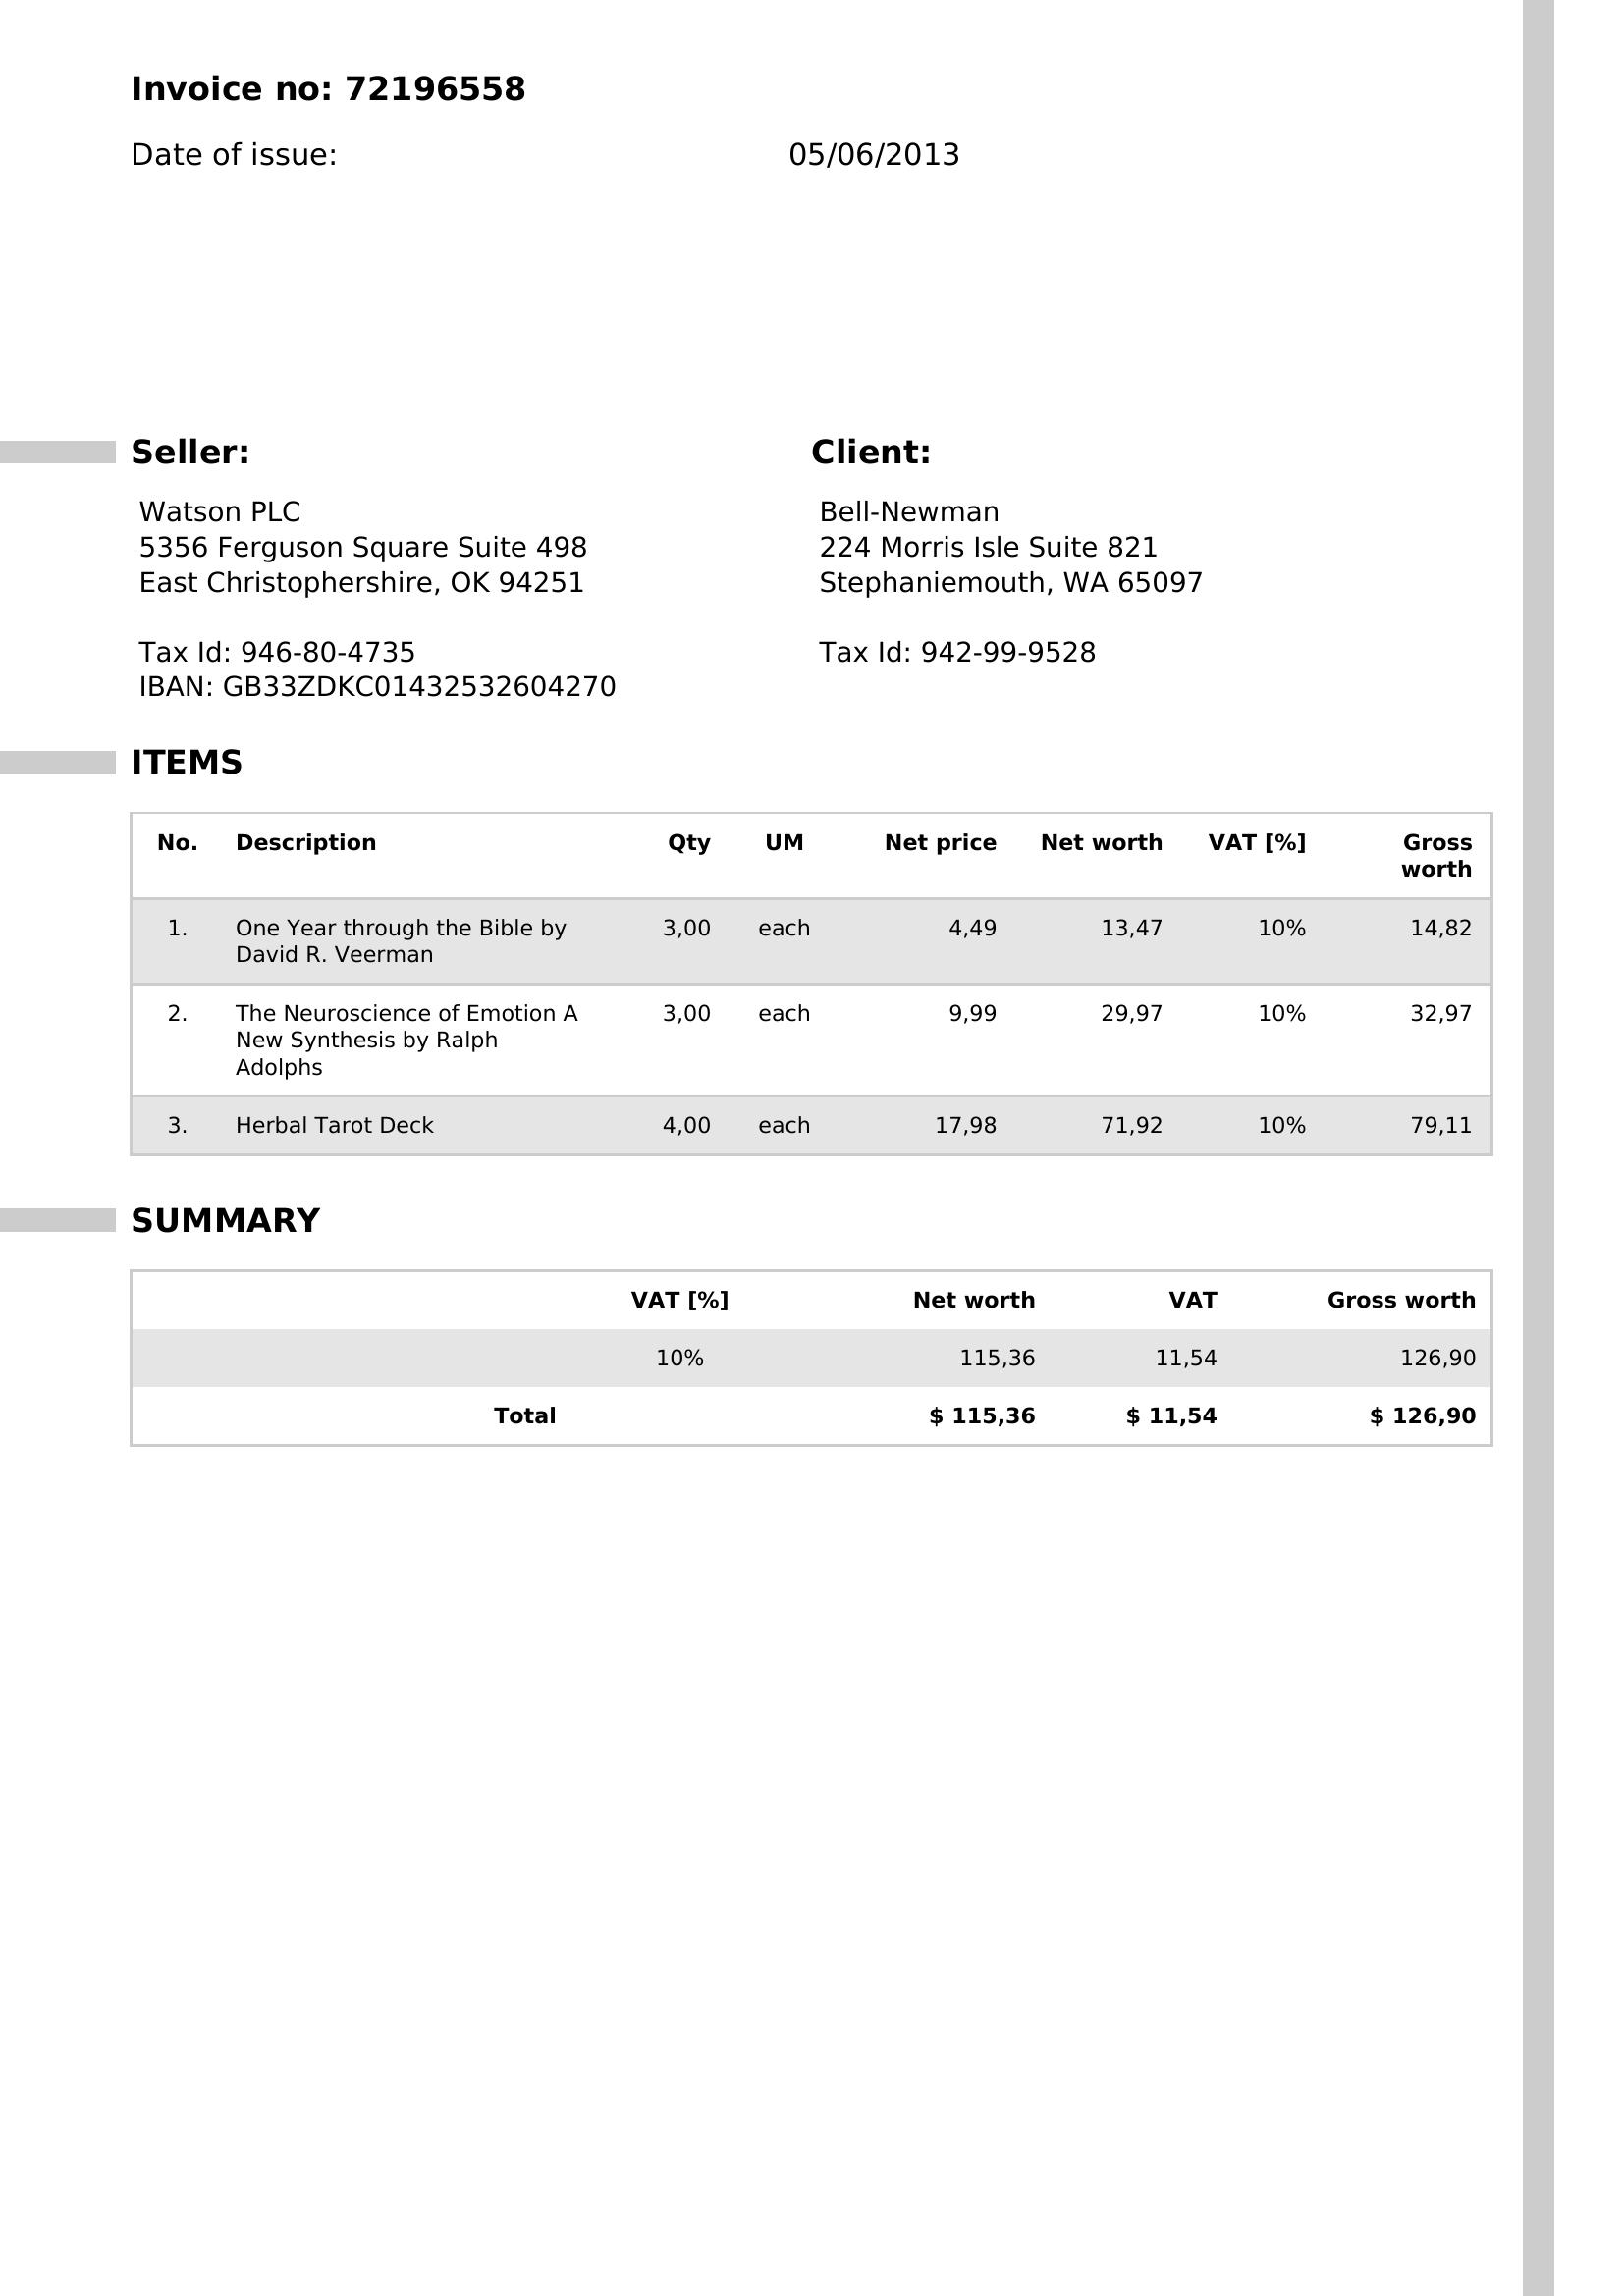 Invoice no: 72196558
Date of issue: 05/06/2013
Seller:
Watson PLC
5356 Ferguson Square Suite 498
East Christophershire, OK 94251
Tax Id: 946-80-4735
IBAN: GB33ZDKC01432532604270
Client:
Bell-Newman
224 Morris Isle Suite 821
Stephaniemouth, WA 65097
Tax Id: 942-99-9528
ITEMS
No. Description Qty UM Net price Net worth VAT [%] Gross
worth
1. One Year through the Bible by 3,00 each 4,49 13,47 10% 14,82
David R. Veerman
2. The Neuroscience of Emotion A 3,00 each 9,99 29,97 10% 32,97
New Synthesis by Ralph
Adolphs
3. Herbal Tarot Deck 4,00 each 17,98 71,92 10% 79,11
SUMMARY
VAT [%] Net worth VAT Gross worth
10% 115,36 11,54 126,90
Total $ 115,36 $ 11,54 $ 126,90